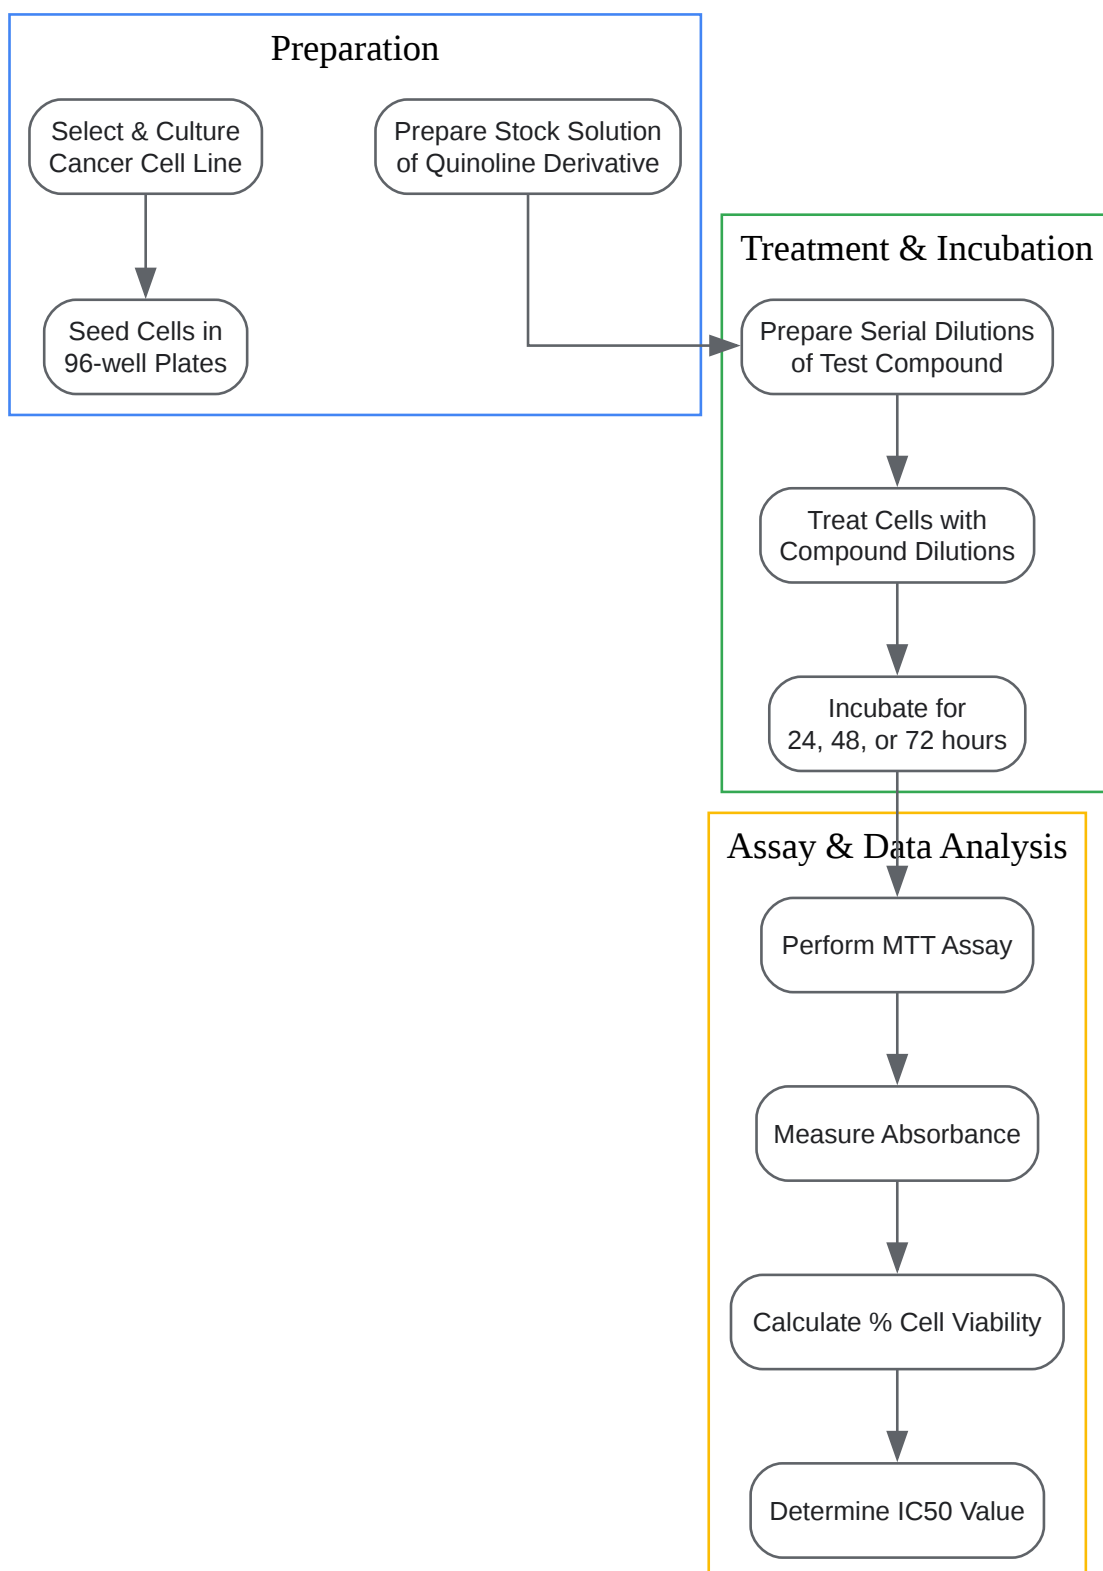 Preparation
Select & Culture
Cancer Cell Line
Prepare Stock Solution
of Quinoline Derivative
Seed Cells in
96-well Plates
Treatment & Incubation
Prepare Serial Dilutions
of Test Compound
Treat Cells with
Compound Dilutions
Incubate for
24, 48, or 72 hours
Assay & Data Analysis
Perform MTT Assay
Measure Absorbance
Calculate % Cell Viability
Determine IC50 Value